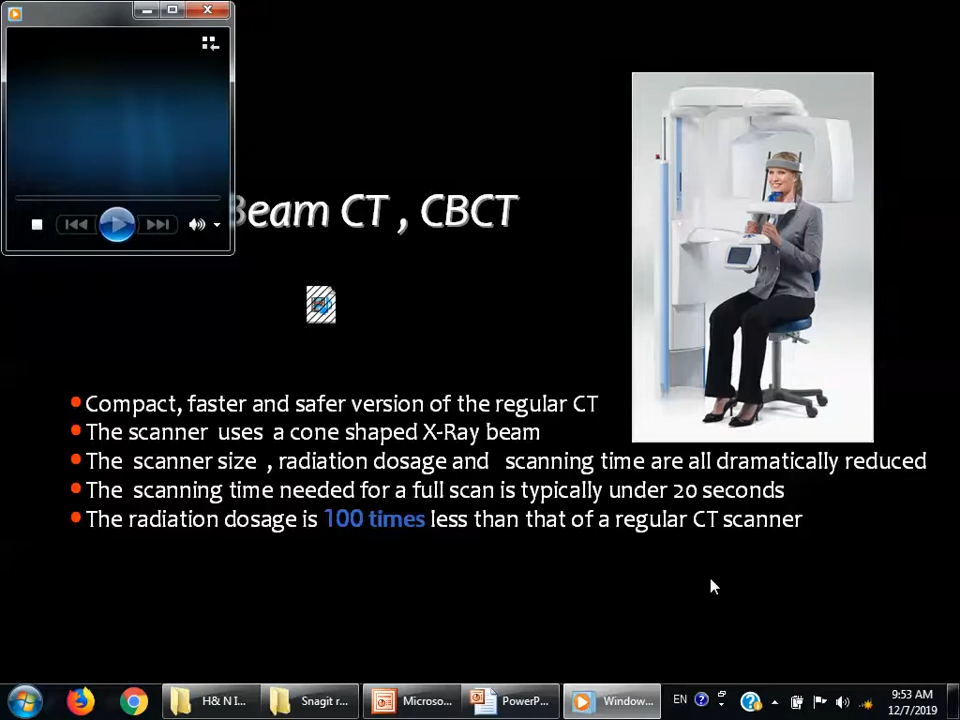 Beam CT , CBCT
Compact, faster and safer version of the regular CT
The scanner uses a cone shaped X-Ray beam
The scanner size , radiation dosage and scanning time are all dramatically reduced
The scanning time needed for a full scan is typically under 20 seconds
The radiation dosage is 100 times less than that of a regular CT scanner
H& N I...
Snagit r...
Microso...
PowerP...
Window...
EN
9:53 AM
12/7/2019